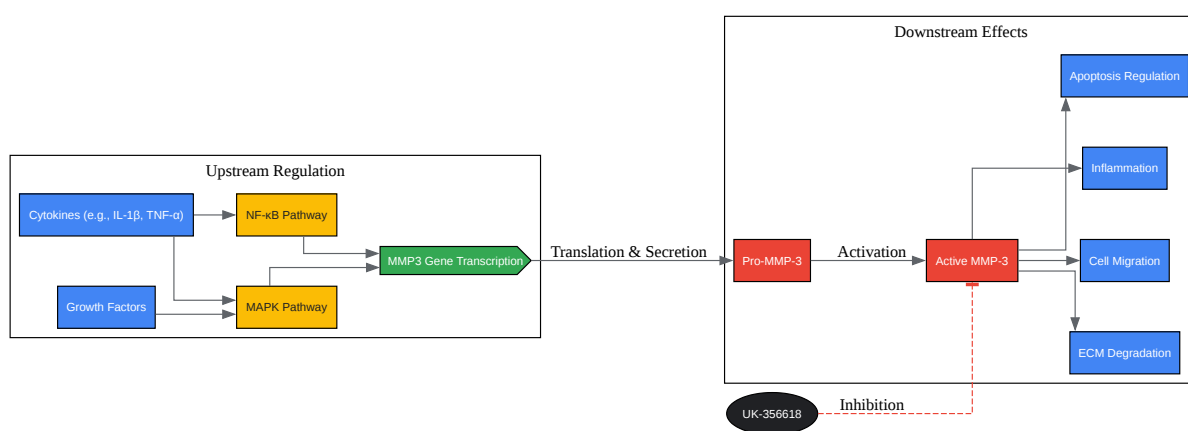 Downstream Effects
Apoptosis Regulation
Upstream Regulation
Inflammation
Cytokines (e.g., IL-1β, TNF-α)
NF-κB Pathway
MMP3 Gene Transcription
Translation & Secretion
Pro-MMP-3
Activation
Active MMP-3
Cell Migration
Growth Factors
MAPK Pathway
ECM Degradation
UK-356618
Inhibition